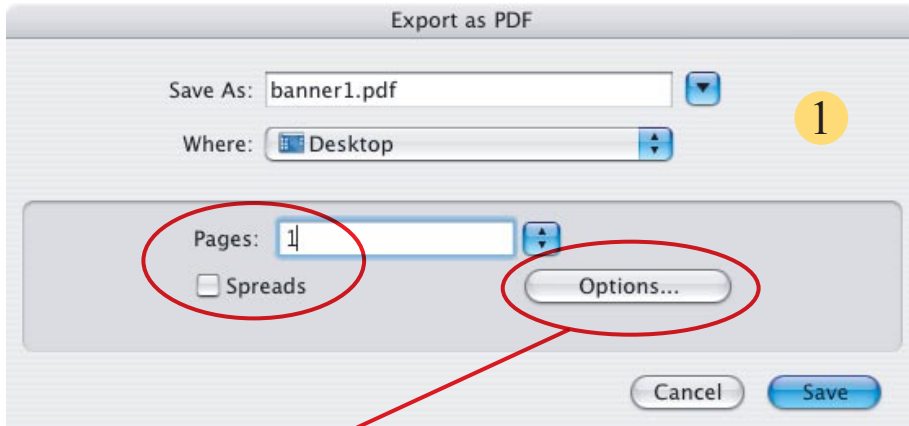 Export as PDF
Save As: banner1.pdf
1
Where: Desktop
Pages: 1
Spreads Options...
Cancel Save